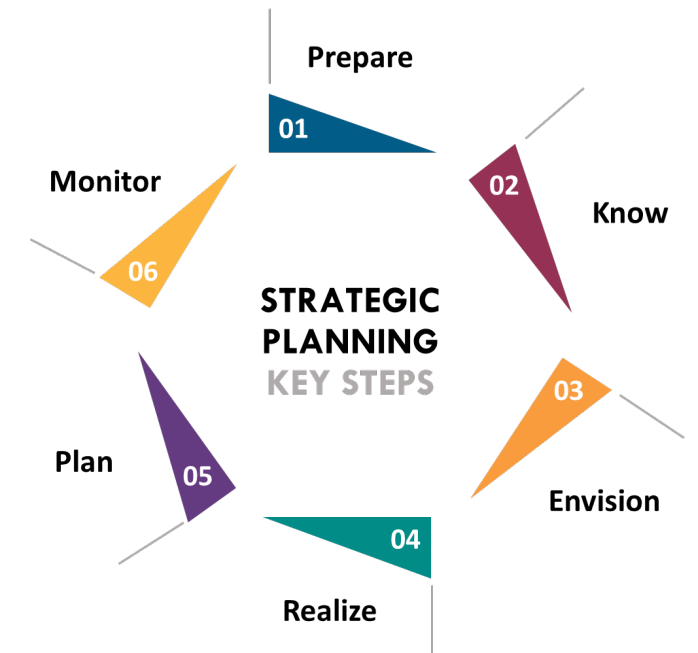 Prepare
01
02
Know
03
Envision
04
Realize
05
Plan
06
Monitor
STRATEGIC
PLANNING
KEY STEPS